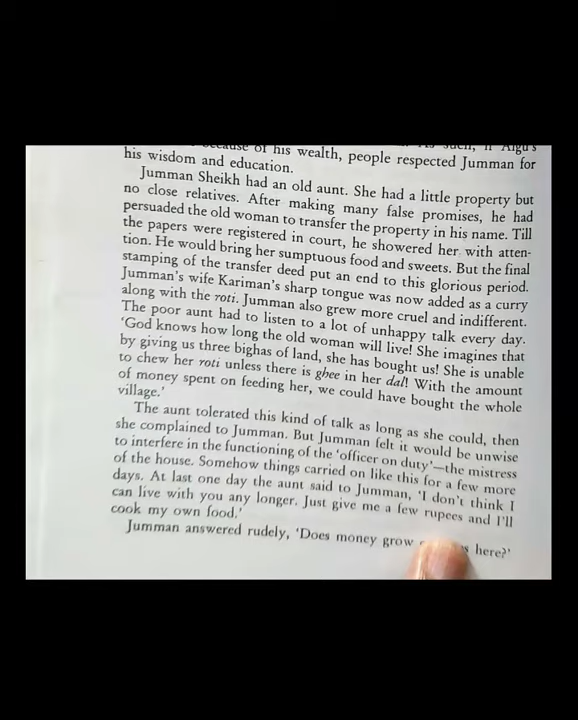 because of his wealth, people respected Jumman for
his wisdom and education.
Jumman Sheikh had an old aunt. She had a little property but
no close relatives. After making many false promises, he had
persuaded the old woman to transfer the property in his name. Till
the papers were registered in court, he showered her with atten-
tion. He would bring her sumptuous food and sweets. But the final
stamping of the transfer deed put an end to this glorious period.
Jumman's wife Kariman's sharp tongue was now added as a curry
along with the roti. Jumman also grew more cruel and indifferent.
The poor aunt had to listen to a lot of unhappy talk every day.
'God knows how long the old woman will live! She imagines that
by giving us three bighas of land, she has bought us! She is unable
to chew her roti unless there is ghee in her dal! With the amount
of money spent on feeding her, we could have bought the whole
village.'
The aunt tolerated this kind of talk as long as she could, then
she complained to Jumman. But Jumman felt it would be unwise
to interfere in the functioning of the 'officer on duty'—the mistress
of the house. Somehow things carried on like this for a few more
days. At last one day the aunt said to Jumman, 'I don't think I
can live with you any longer. Just give me a few rupees and I'll
cook my own food.'
Jumman answered rudely, 'Does money grow here?'